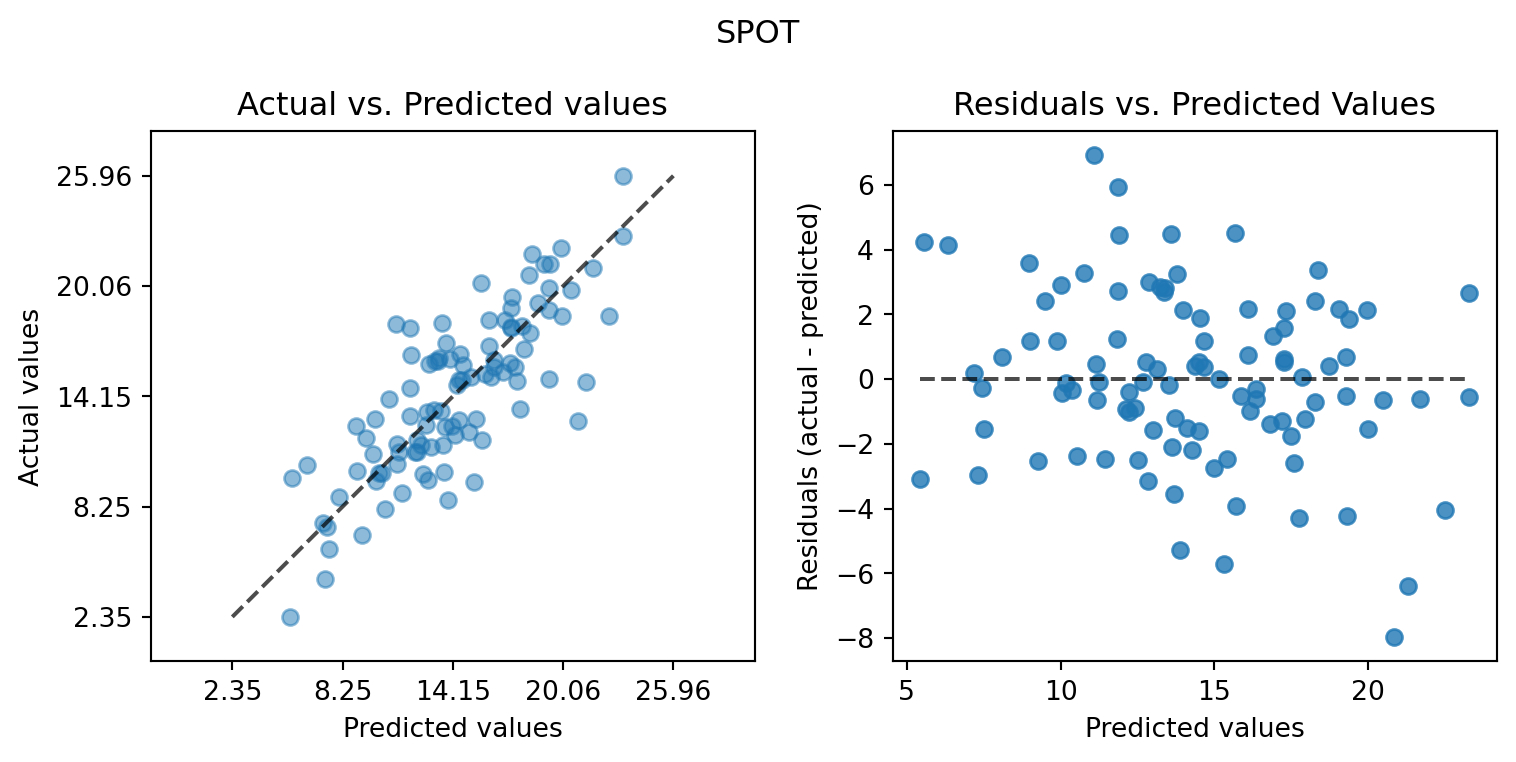 SPOT
Actual vs. Predicted values
Actual values
25.96
20.06
14.15
8.25
2.35
2.35 8.25 14.15 20.06 25.96
Predicted values
Residuals vs. Predicted Values
Residuals (actual - predicted)
6
4
2
0
−2
−4
−6
−8
5 10 15 20
Predicted values